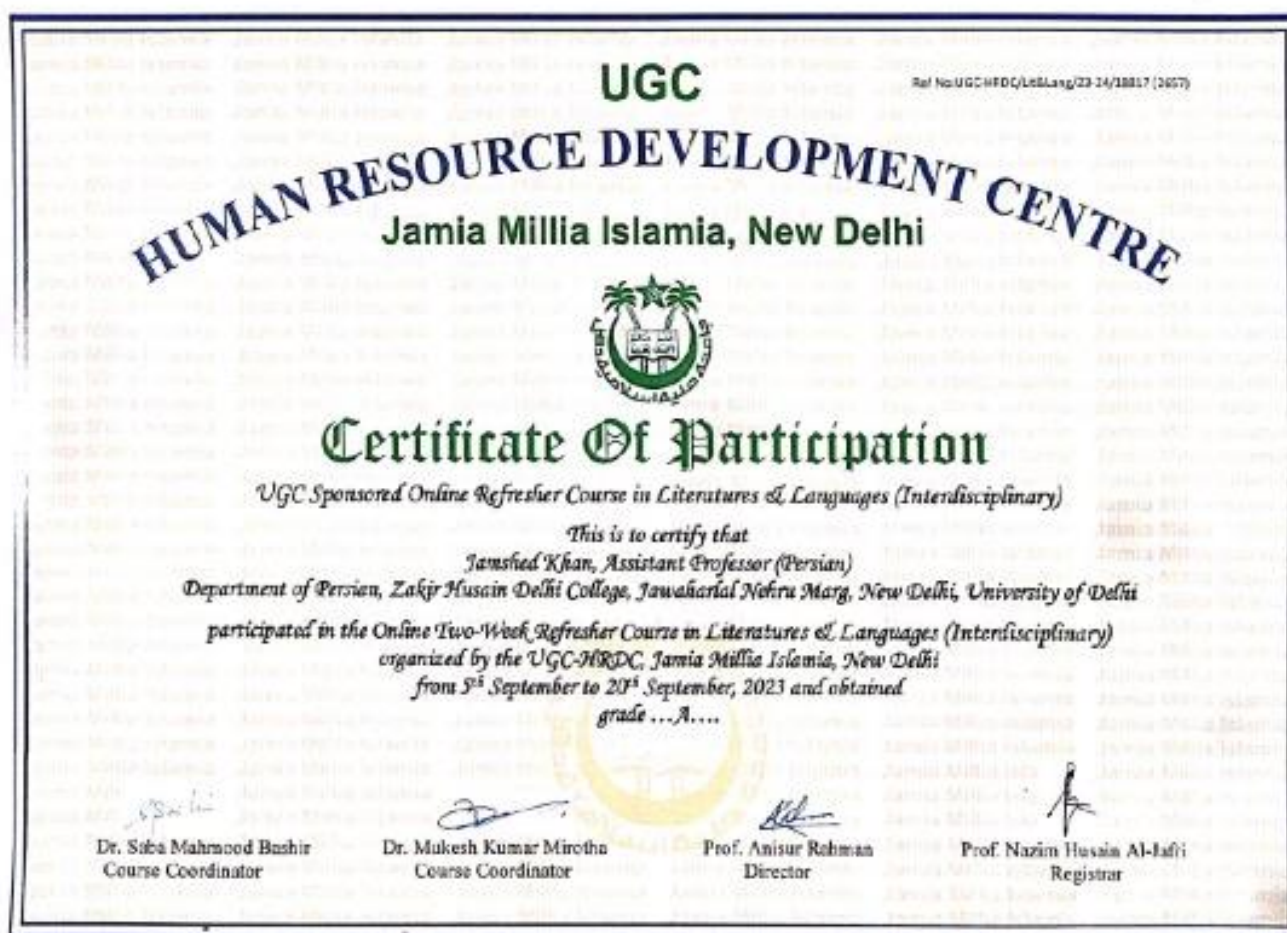 UGC
Ref No:UGC-HRDC/Lit&Lang/23-24/18817 (2657)
HUMAN RESOURCE DEVELOPMENT CENTRE
Jamia Millia Islamia, New Delhi
Certificate Of Participation
UGC Sponsored Online Refresher Course in Literatures & Languages (Interdisciplinary)
This is to certify that
Jamshed Khan, Assistant Professor (Persian)
Department of Persian, Zakir Husain Delhi College, Jawaharlal Nehru Marg, New Delhi, University of Delhi
participated in the Online Two-Week Refresher Course in Literatures & Languages (Interdisciplinary)
organized by the UGC-HRDC, Jamia Millia Islamia, New Delhi
from 5th September to 20th September, 2023 and obtained
grade ...A....
Dr. Saba Mahmood Bashir
Course Coordinator
Dr. Mukesh Kumar Mirotha
Course Coordinator
Prof. Anisur Rahman
Director
Prof. Nazim Husain Al-Jafri
Registrar